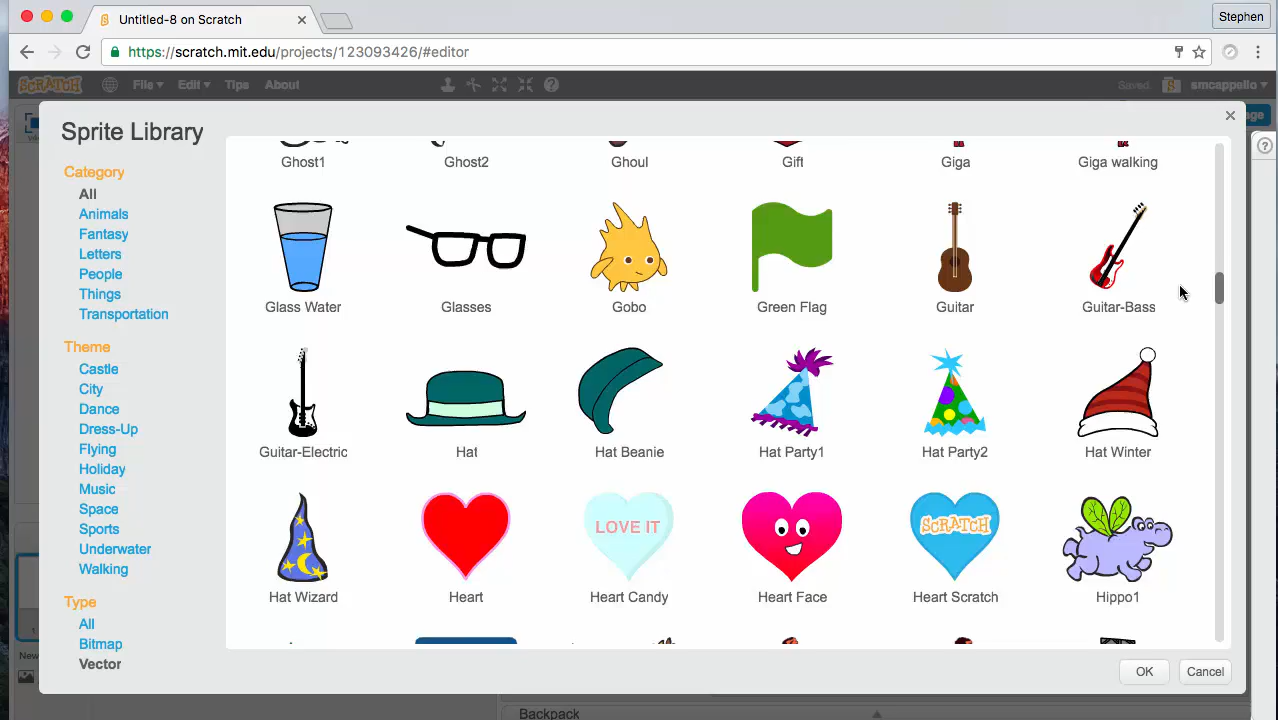 Untitled-8 on Scratch
Stephen
https://scratch.mit.edu/projects/123093426/#editor
SCRATCH
File
Edit
Tips
About
Saved
smcappello
Sprite Library
Category
All
Animals
Fantasy
Letters
People
Things
Transportation
Theme
Castle
City
Dance
Dress-Up
Flying
Holiday
Music
Space
Sports
Underwater
Walking
Type
All
Bitmap
Vector
Ghost1
Ghost2
Ghoul
Gift
Giga
Giga walking
Glass Water
Glasses
Gobo
Green Flag
Guitar
Guitar-Bass
Guitar-Electric
Hat
Hat Beanie
Hat Party1
Hat Party2
Hat Winter
LOVE IT
SCRATCH
Hat Wizard
Heart
Heart Candy
Heart Face
Heart Scratch
Hippo1
OK
Cancel
New
Backpack